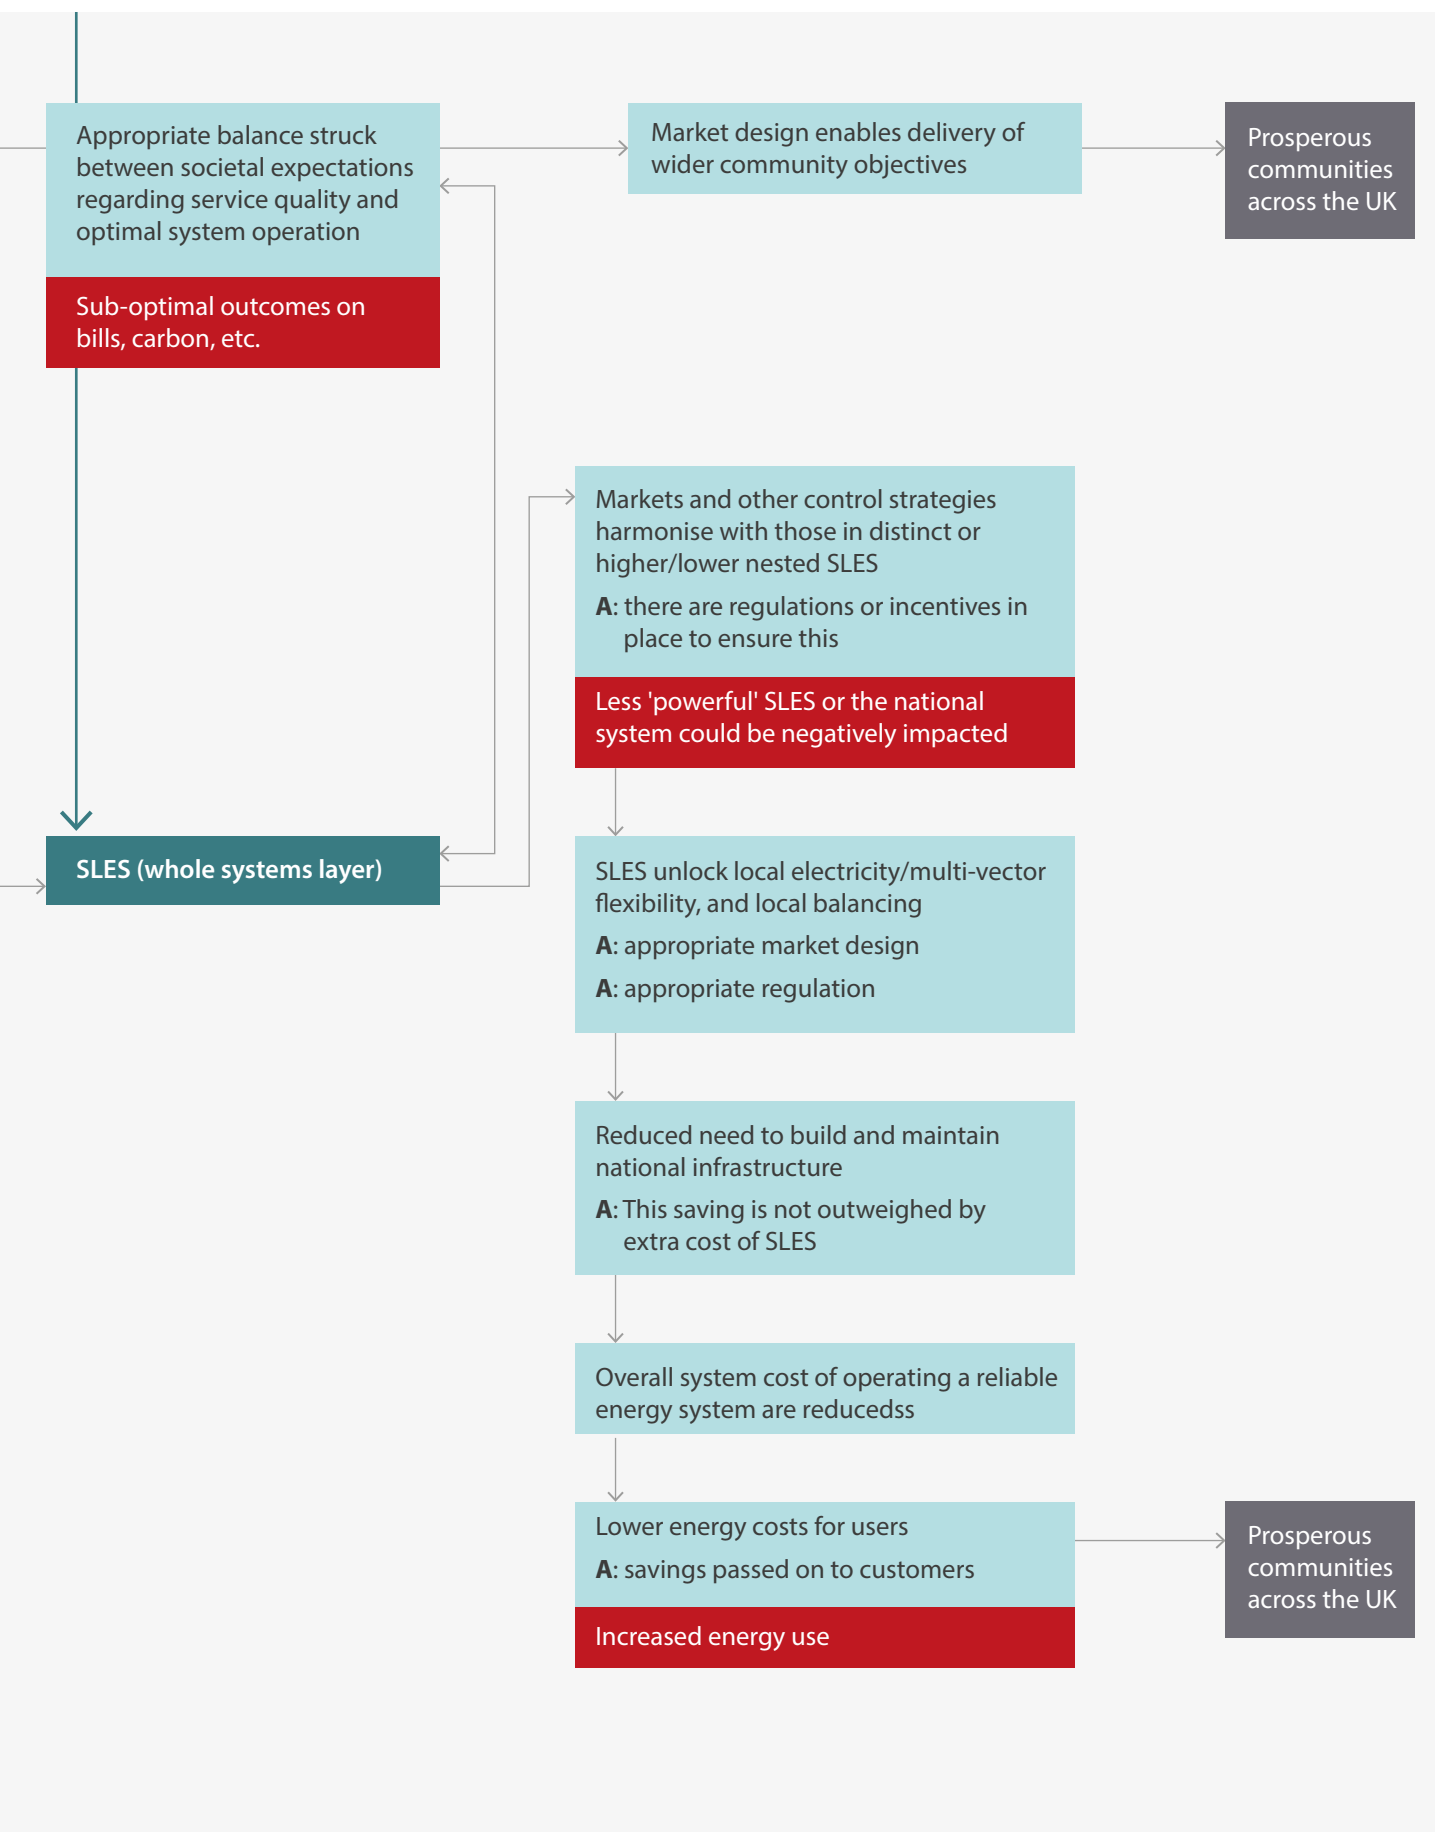 Appropriate balance struck
between societal expectations
regarding service quality and
optimal system operation
Sub-optimal outcomes on
bills, carbon, etc.
Market design enables delivery of
wider community objectives
Prosperous
communities
across the UK
Markets and other control strategies
harmonise with those in distinct or
higher/lower nested SLES
A: there are regulations or incentives in
place to ensure this
Less 'powerful' SLES or the national
system could be negatively impacted
SLES (whole systems layer)
SLES unlock local electricity/multi-vector
flexibility, and local balancing
A: appropriate market design
A: appropriate regulation
Reduced need to build and maintain
national infrastructure
A: This saving is not outweighed by
extra cost of SLES
Overall system cost of operating a reliable
energy system are reducedss
Lower energy costs for users
A: savings passed on to customers
Increased energy use
Prosperous
communities
across the UK